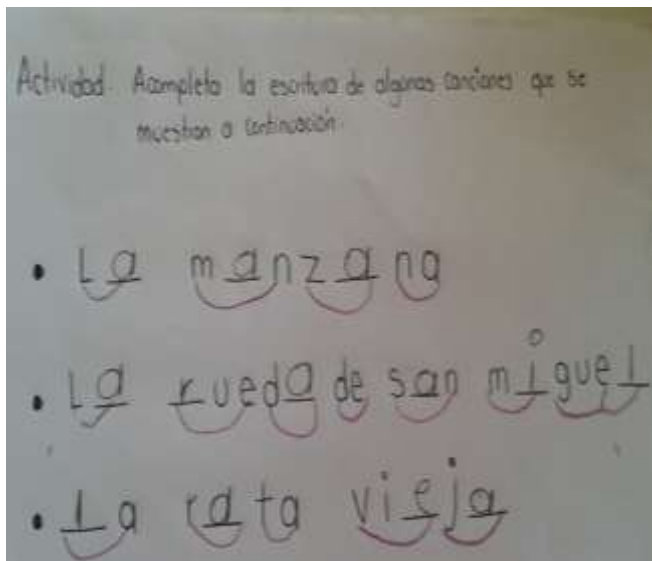 Actividad. Acompleta la escritura de algunas canciones que se
muestran a continuación.
• La manzana
• La rueda de san miguel
• La rata vieja